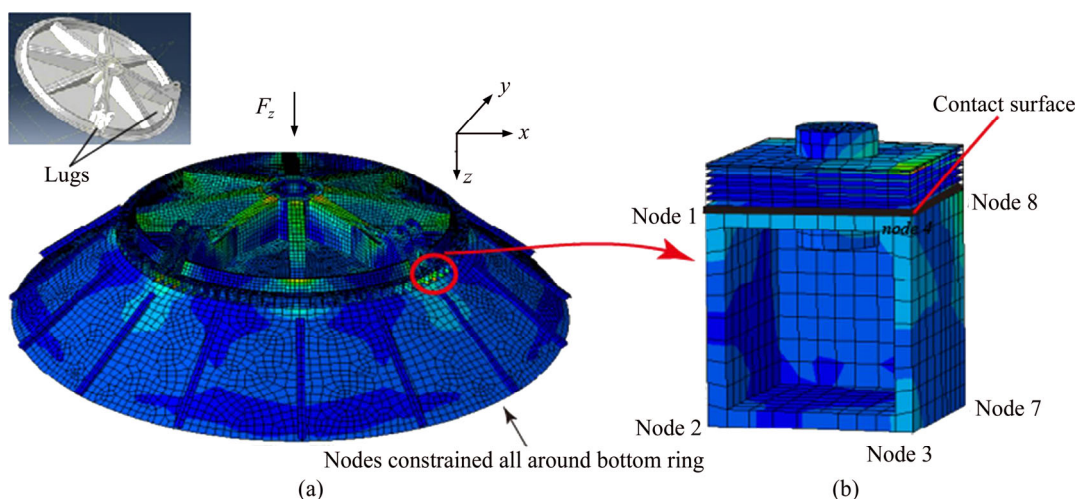 Lugs
F_z
y
x
z
Contact surface
Node 1
Node 8
node 4
Node 2
Node 7
Node 3
Nodes constrained all around bottom ring
(a)
(b)